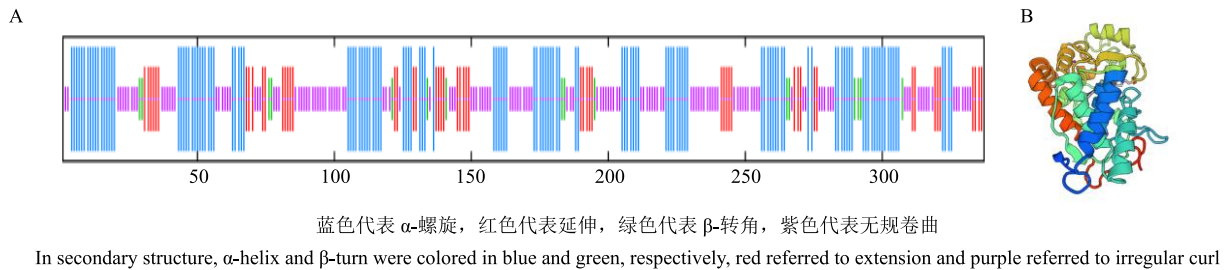 A
B
50 100 150 200 250 300
蓝色代表 α-螺旋，红色代表延伸，绿色代表 β-转角，紫色代表无规卷曲
In secondary structure, α-helix and β-turn were colored in blue and green, respectively, red referred to extension and purple referred to irregular curl